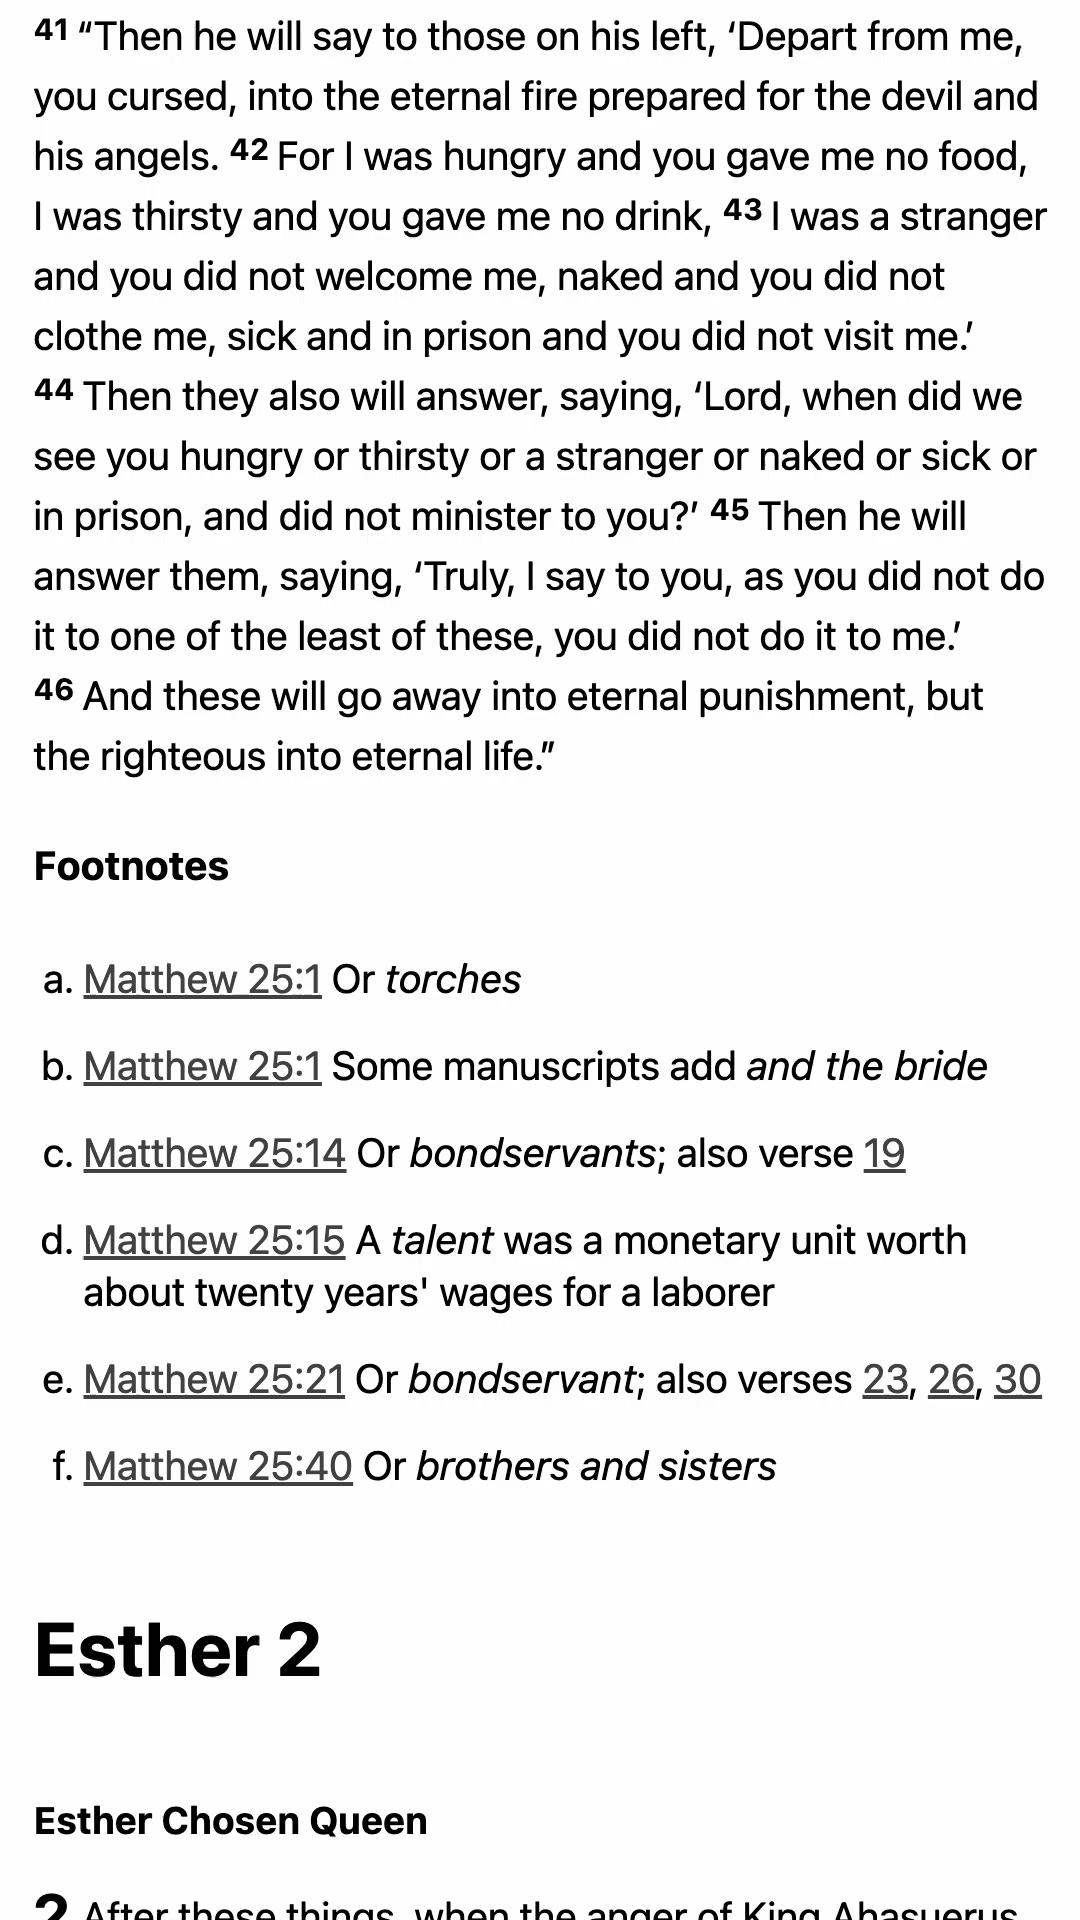 41 “Then he will say to those on his left, ‘Depart from me,
you cursed, into the eternal fire prepared for the devil and
his angels. 42 For I was hungry and you gave me no food,
I was thirsty and you gave me no drink, 43 I was a stranger
and you did not welcome me, naked and you did not
clothe me, sick and in prison and you did not visit me.’
44 Then they also will answer, saying, ‘Lord, when did we
see you hungry or thirsty or a stranger or naked or sick or
in prison, and did not minister to you?’ 45 Then he will
answer them, saying, ‘Truly, I say to you, as you did not do
it to one of the least of these, you did not do it to me.’
46 And these will go away into eternal punishment, but
the righteous into eternal life.”
Footnotes
a. Matthew 25:1 Or torches
b. Matthew 25:1 Some manuscripts add and the bride
c. Matthew 25:14 Or bondservants; also verse 19
d. Matthew 25:15 A talent was a monetary unit worth
about twenty years' wages for a laborer
e. Matthew 25:21 Or bondservant; also verses 23, 26, 30
f. Matthew 25:40 Or brothers and sisters
Esther 2
Esther Chosen Queen
2 After these things, when the anger of King Ahasuerus